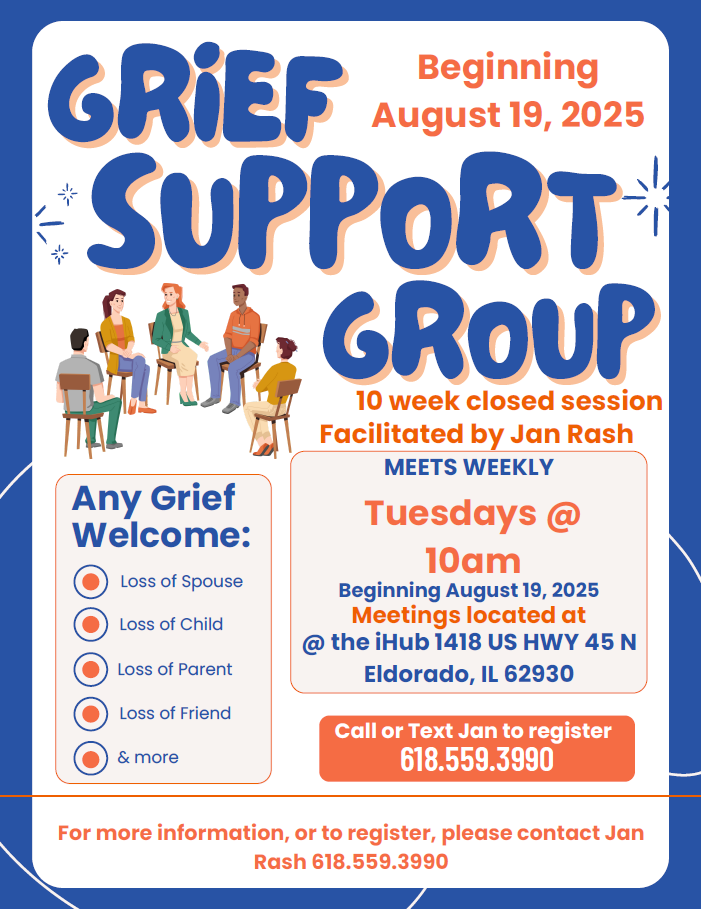 GRiEF
Beginning
August 19, 2025
SUPPORT
GROUP
10 week closed session
Facilitated by Jan Rash
MEETS WEEKLY
Tuesdays @
10am
Beginning August 19, 2025
Meetings located at
@ the iHub 1418 US HWY 45 N
Eldorado, IL 62930
Any Grief
Welcome:
Loss of Spouse
Loss of Child
Loss of Parent
Loss of Friend
& more
Call or Text Jan to register
618.559.3990
For more information, or to register, please contact Jan
Rash 618.559.3990